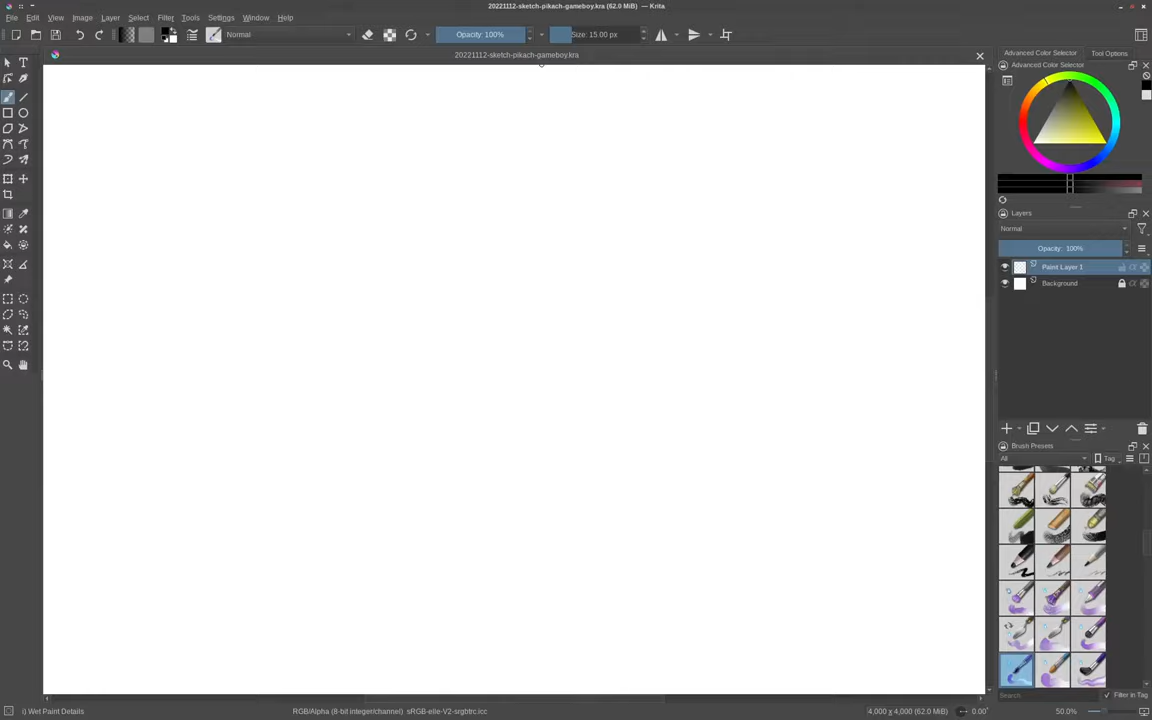 20221112-sketch-pikach-gameboy.kra (62.0 MiB) — Krita
File Edit View Image Layer Select Filter Tools Settings Window Help
Normal Opacity: 100% Size: 15.00 px
20221112-sketch-pikach-gameboy.kra
Advanced Color Selector Tool Options
Advanced Color Selector
Layers
Normal
Opacity: 100%
Paint Layer 1
Background
Brush Presets
All Tag
Search Filter in Tag
i) Wet Paint Details RGB/Alpha (8-bit integer/channel) sRGB-elle-V2-srgbtrc.icc 4,000 x 4,000 (62.0 MiB) 0.00° 50.0%